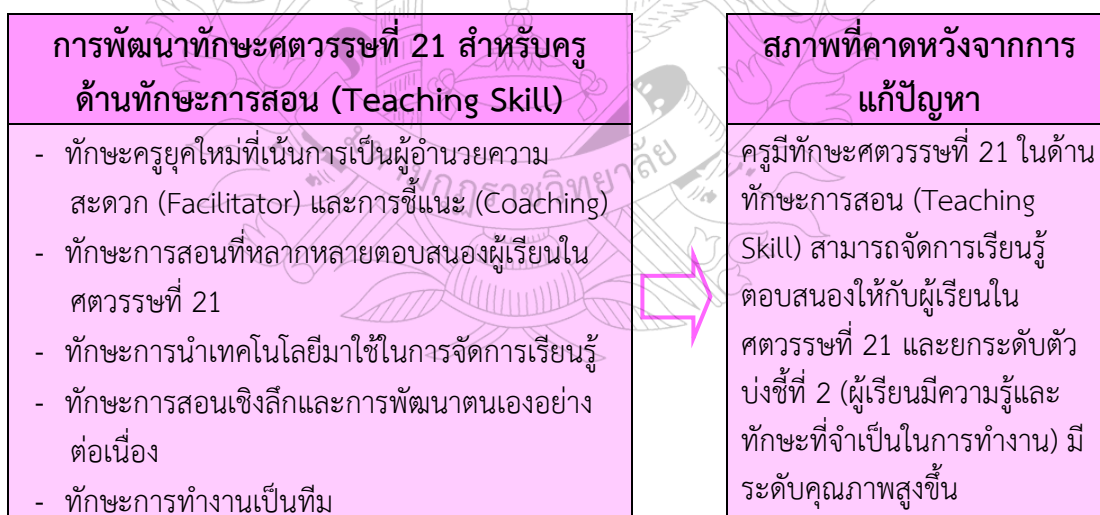 การพัฒนาทักษะศตวรรษที่ 21 สำหรับครู
ด้านทักษะการสอน (Teaching Skill)
- ทักษะครูยุคใหม่ที่เน้นการเป็นผู้อำนวยความ
สะดวก (Facilitator) และการชี้แนะ (Coaching)
- ทักษะการสอนที่หลากหลายตอบสนองผู้เรียนใน
ศตวรรษที่ 21
- ทักษะการนำเทคโนโลยีมาใช้ในการจัดการเรียนรู้
- ทักษะการสอนเชิงลึกและการพัฒนาตนเองอย่าง
ต่อเนื่อง
- ทักษะการทำงานเป็นทีม
สภาพที่คาดหวังจากการ
แก้ปัญหา
ครูมีทักษะศตวรรษที่ 21 ในด้าน
ทักษะการสอน (Teaching
Skill) สามารถจัดการเรียนรู้
ตอบสนองให้กับผู้เรียนใน
ศตวรรษที่ 21 และยกระดับตัว
บ่งชี้ที่ 2 (ผู้เรียนมีความรู้และ
ทักษะที่จำเป็นในการทำงาน) มี
ระดับคุณภาพสูงขึ้น